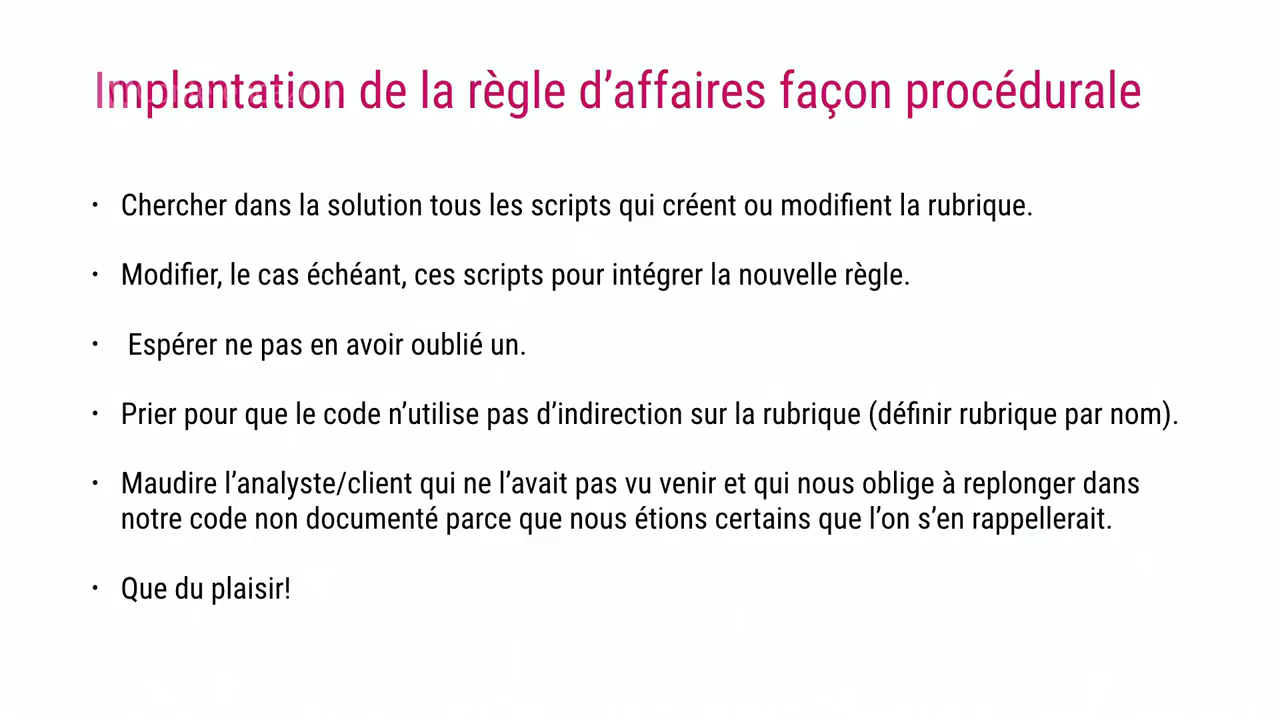 Implantation de la règle d’affaires façon procédurale
· Chercher dans la solution tous les scripts qui créent ou modifient la rubrique.
· Modifier, le cas échéant, ces scripts pour intégrer la nouvelle règle.
· Espérer ne pas en avoir oublié un.
· Prier pour que le code n’utilise pas d’indirection sur la rubrique (définir rubrique par nom).
· Maudire l’analyste/client qui ne l’avait pas vu venir et qui nous oblige à replonger dans
notre code non documenté parce que nous étions certains que l’on s’en rappellerait.
· Que du plaisir!